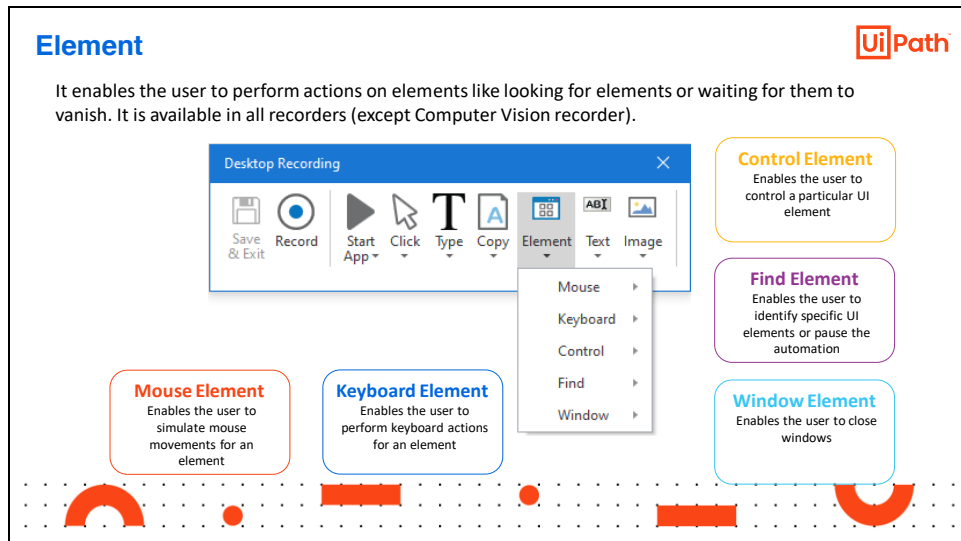 Element
UiPath
It enables the user to perform actions on elements like looking for elements or waiting for them to
vanish. It is available in all recorders (except Computer Vision recorder).
Desktop Recording
Save
& Exit
Record
Start
App
Click
Type
Copy
Element
Text
Image
Mouse
Keyboard
Control
Find
Window
Control Element
Enables the user to
control a particular UI
element
Find Element
Enables the user to
identify specific UI
elements or pause the
automation
Mouse Element
Enables the user to
simulate mouse
movements for an
element
Keyboard Element
Enables the user to
perform keyboard actions
for an element
Window Element
Enables the user to close
windows